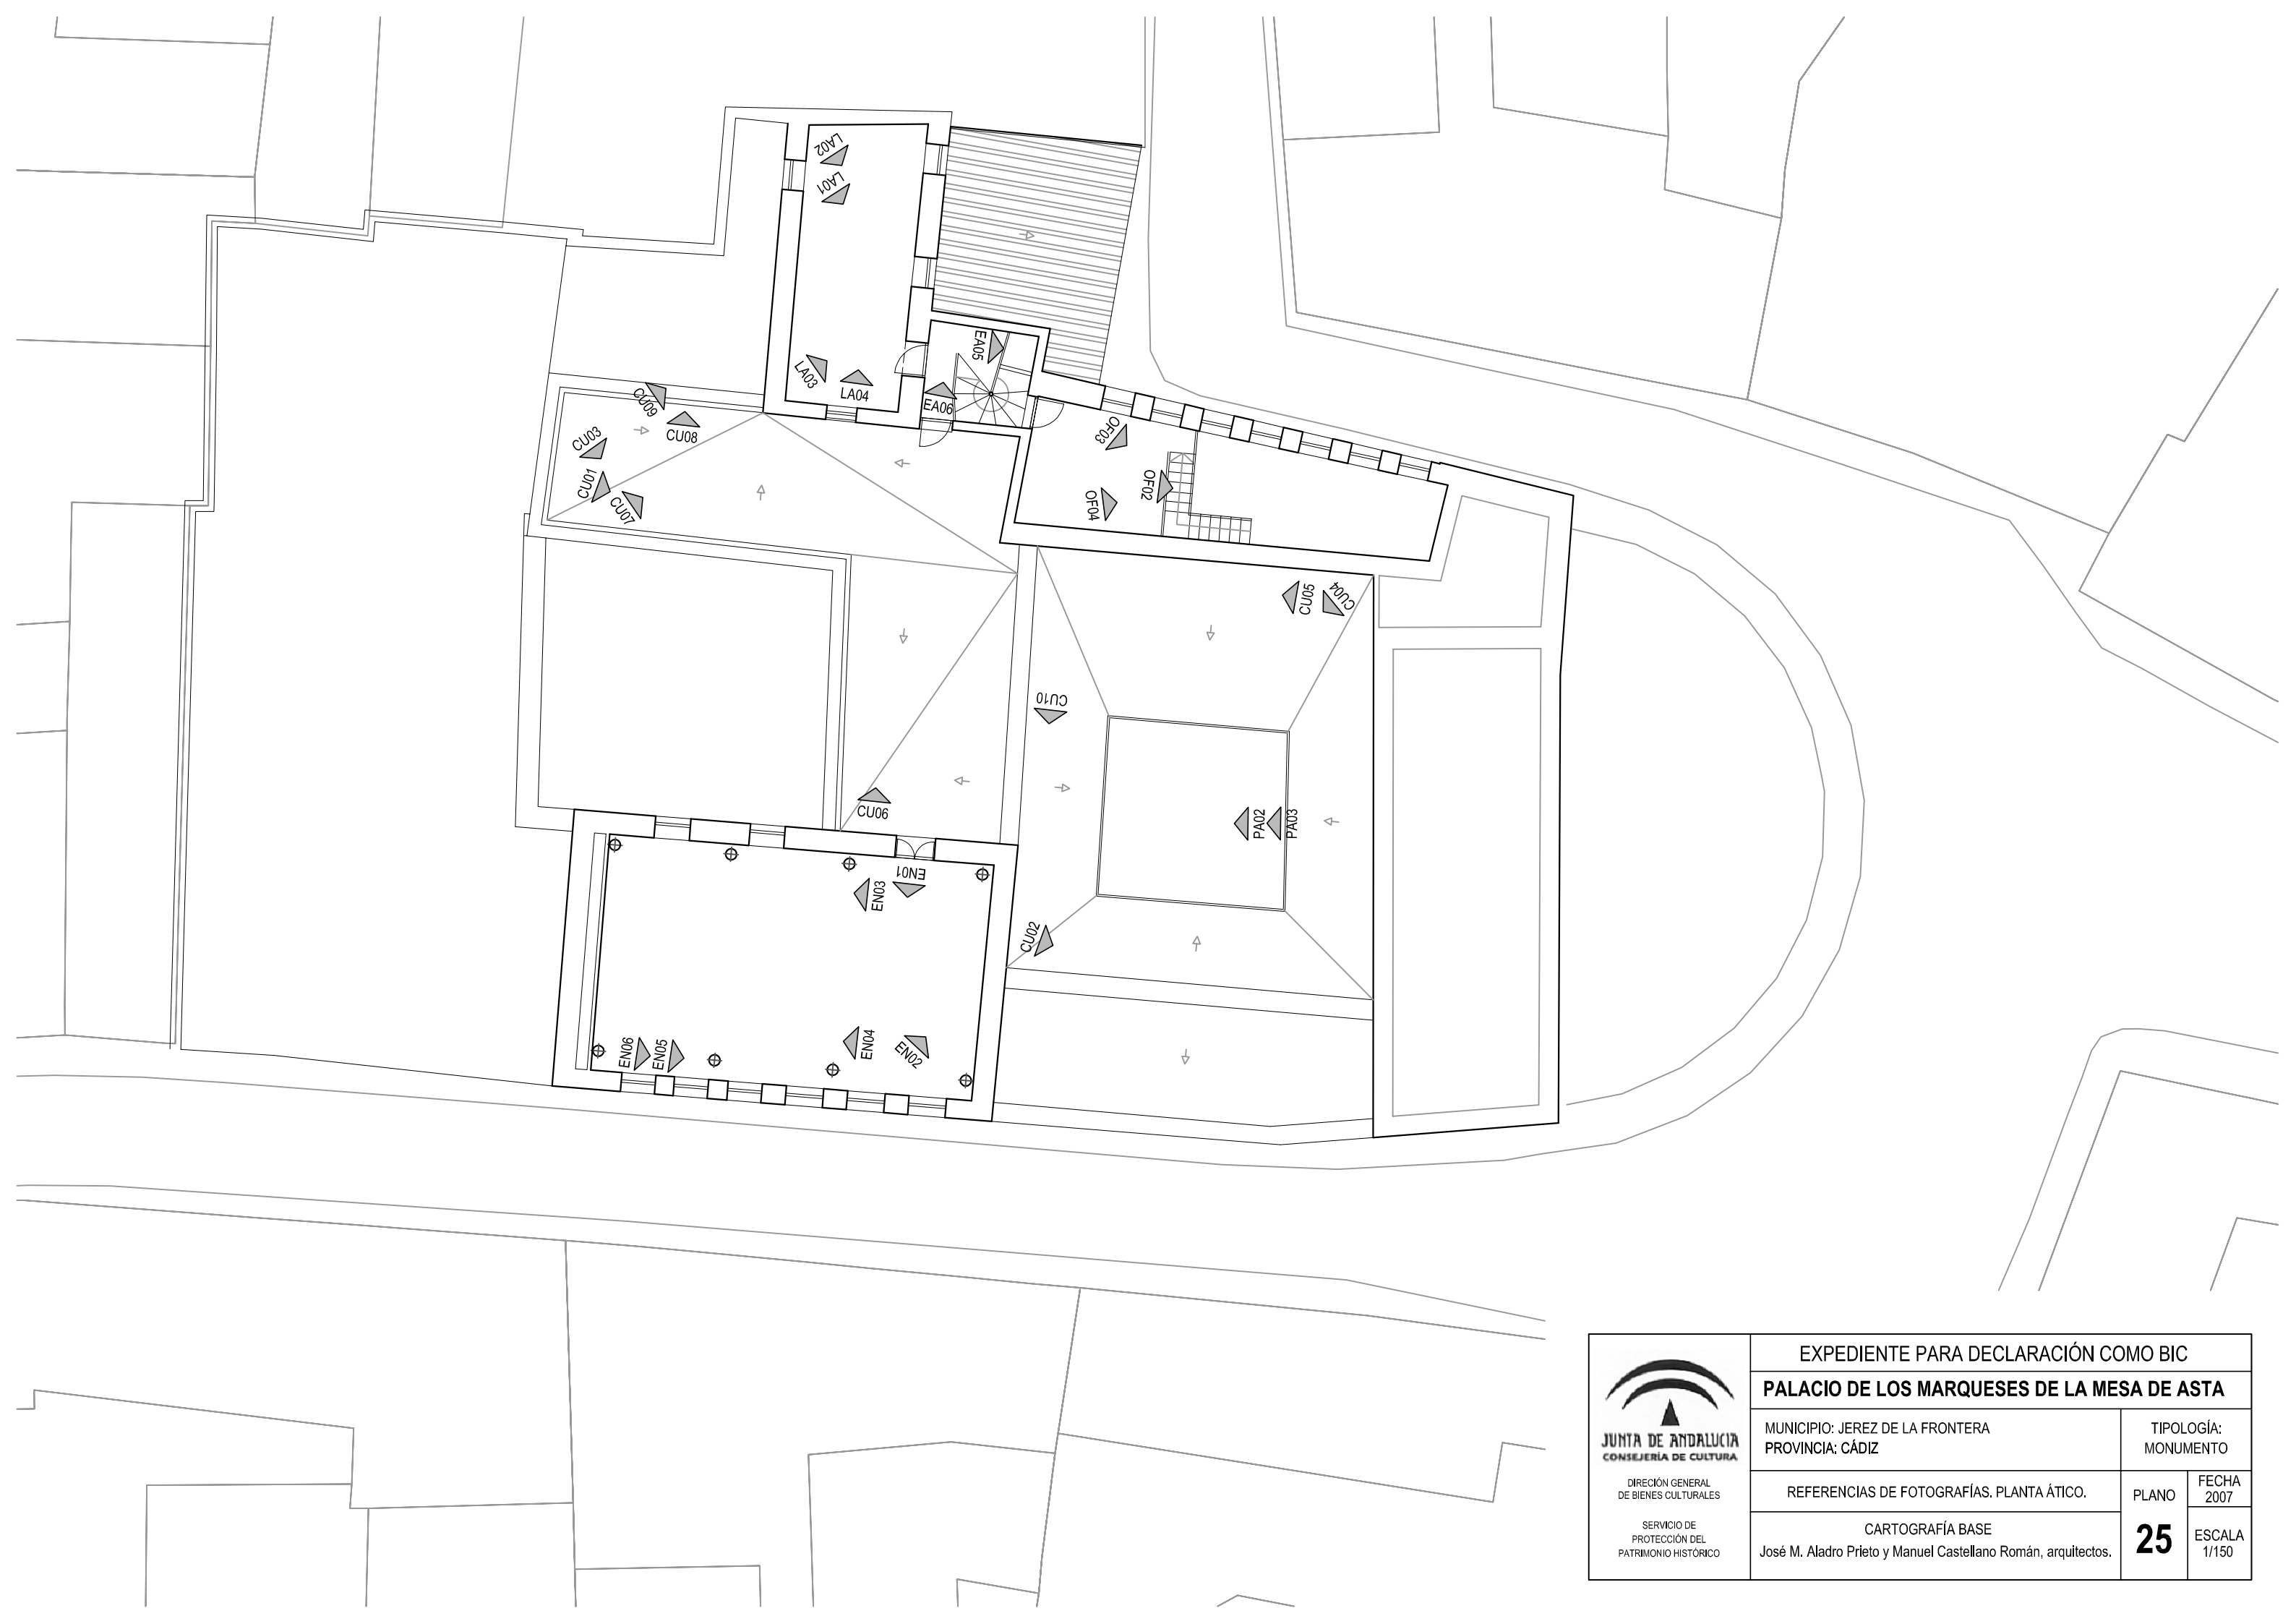 LA02
LA01
EA05
LA03
LA04
EA06
CU09
CU08
CU03
CU01
CU07
OF03
OF02
OF04
CU05
CU04
CU10
CU06
PA02
PA03
EN01
EN03
CU02
EN06
EN05
EN04
EN02
JUNTA DE ANDALUCIA
CONSEJERÍA DE CULTURA
DIRECIÓN GENERAL
DE BIENES CULTURALES
SERVICIO DE
PROTECCIÓN DEL
PATRIMONIO HISTÓRICO
EXPEDIENTE PARA DECLARACIÓN COMO BIC
PALACIO DE LOS MARQUESES DE LA MESA DE ASTA
MUNICIPIO: JEREZ DE LA FRONTERA
PROVINCIA: CÁDIZ
TIPOLOGÍA:
MONUMENTO
REFERENCIAS DE FOTOGRAFÍAS. PLANTA ÁTICO.
PLANO
25
FECHA
2007
CARTOGRAFÍA BASE
José M. Aladro Prieto y Manuel Castellano Román, arquitectos.
ESCALA
1/150